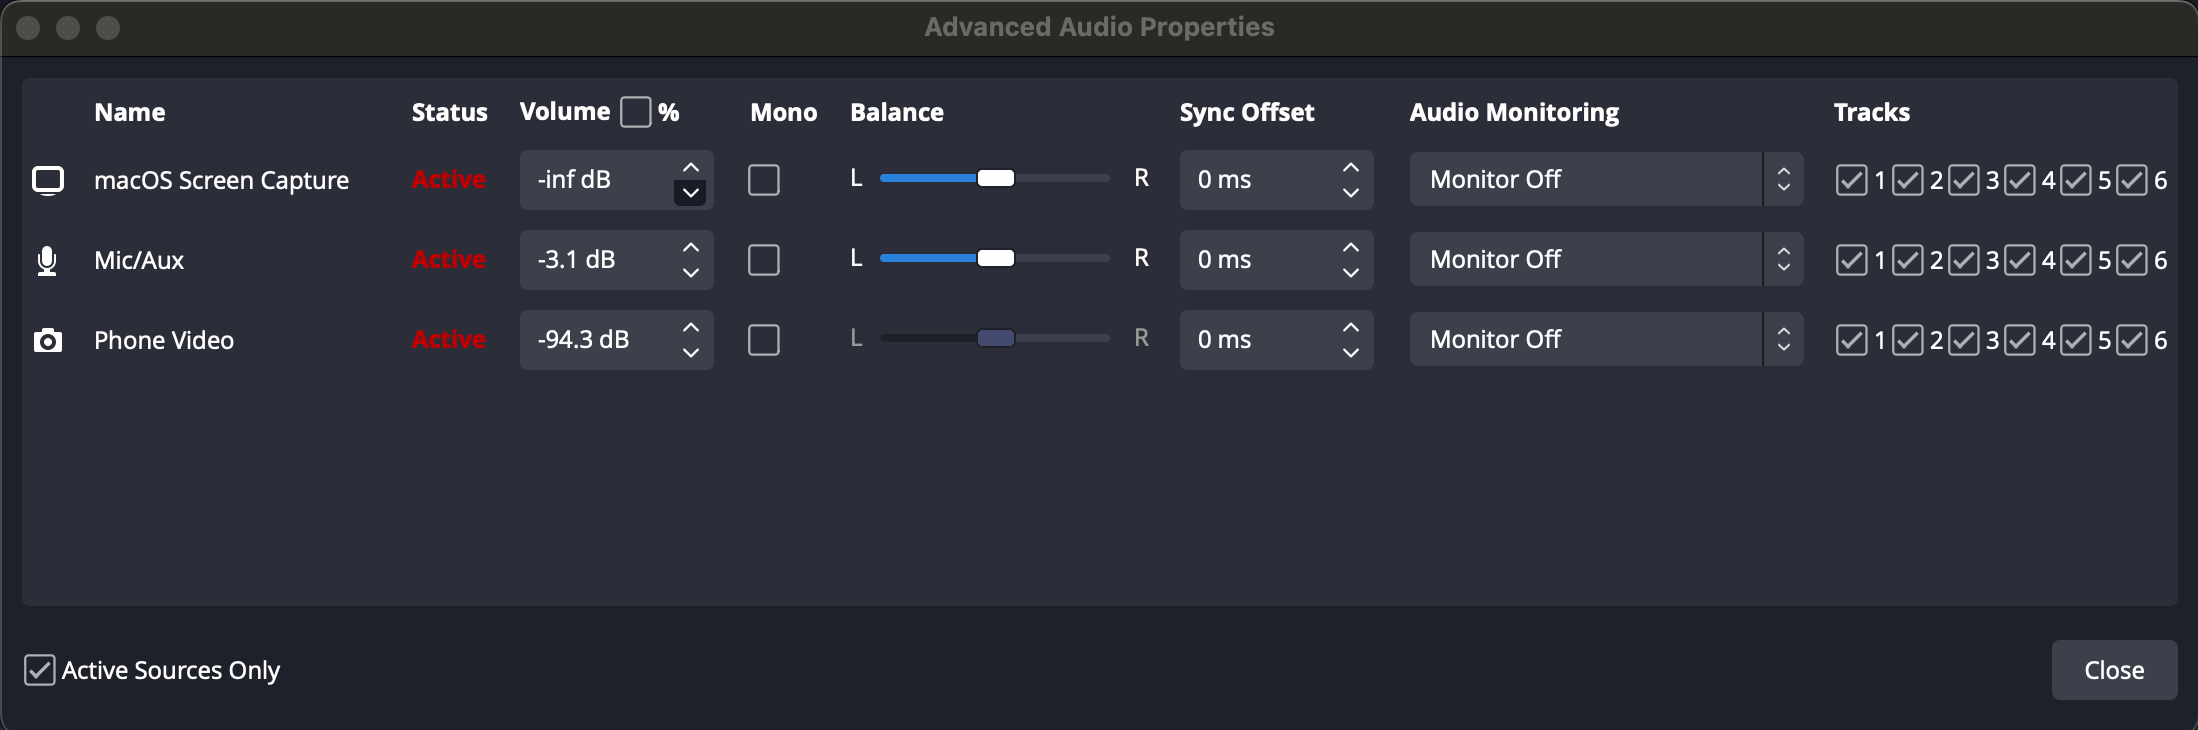 Advanced Audio Properties
Name Status Volume % Mono Balance Sync Offset Audio Monitoring Tracks
macOS Screen Capture Active -inf dB L R 0 ms Monitor Off 1 2 3 4 5 6
Mic/Aux Active -3.1 dB L R 0 ms Monitor Off 1 2 3 4 5 6
Phone Video Active -94.3 dB L R 0 ms Monitor Off 1 2 3 4 5 6
Active Sources Only Close